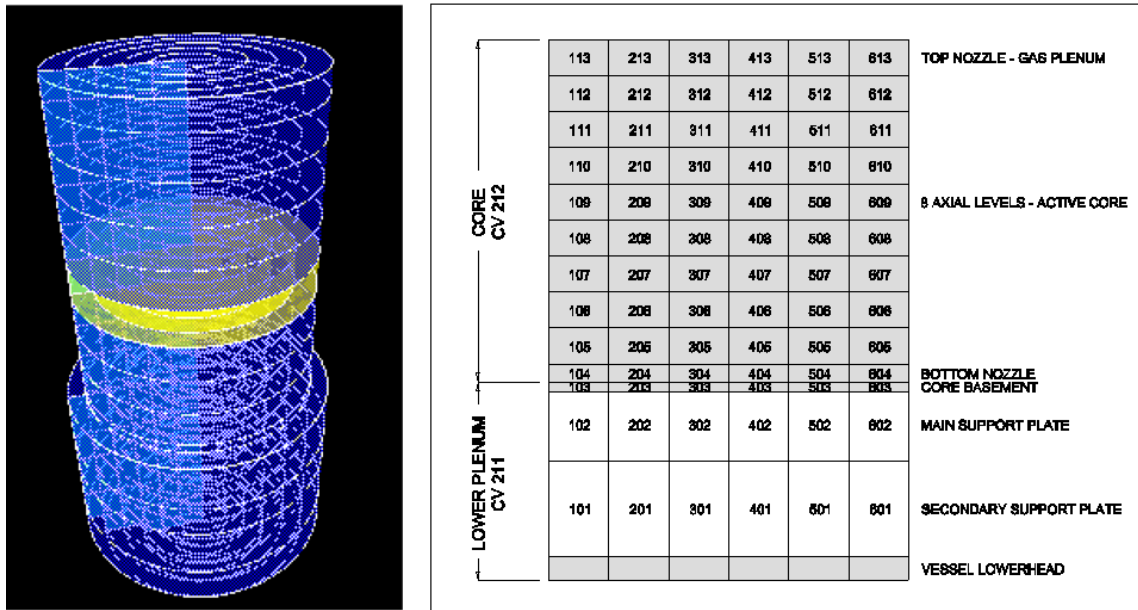 113 213 313 413 513 613 TOP NOZZLE - GAS PLENUM
112 212 312 412 512 612
111 211 311 411 511 611
110 210 310 410 510 610
109 209 309 409 509 609 8 AXIAL LEVELS - ACTIVE CORE
108 208 308 408 508 608
107 207 307 407 507 607
106 206 306 406 506 606
105 205 305 405 505 605
104 204 304 404 504 604 BOTTOM NOZZLE
103 203 303 403 503 603 CORE BASEMENT
102 202 302 402 502 602 MAIN SUPPORT PLATE
101 201 301 401 501 601 SECONDARY SUPPORT PLATE
VESSEL LOWERHEAD
CORE
CV 212
LOWER PLENUM
CV 211